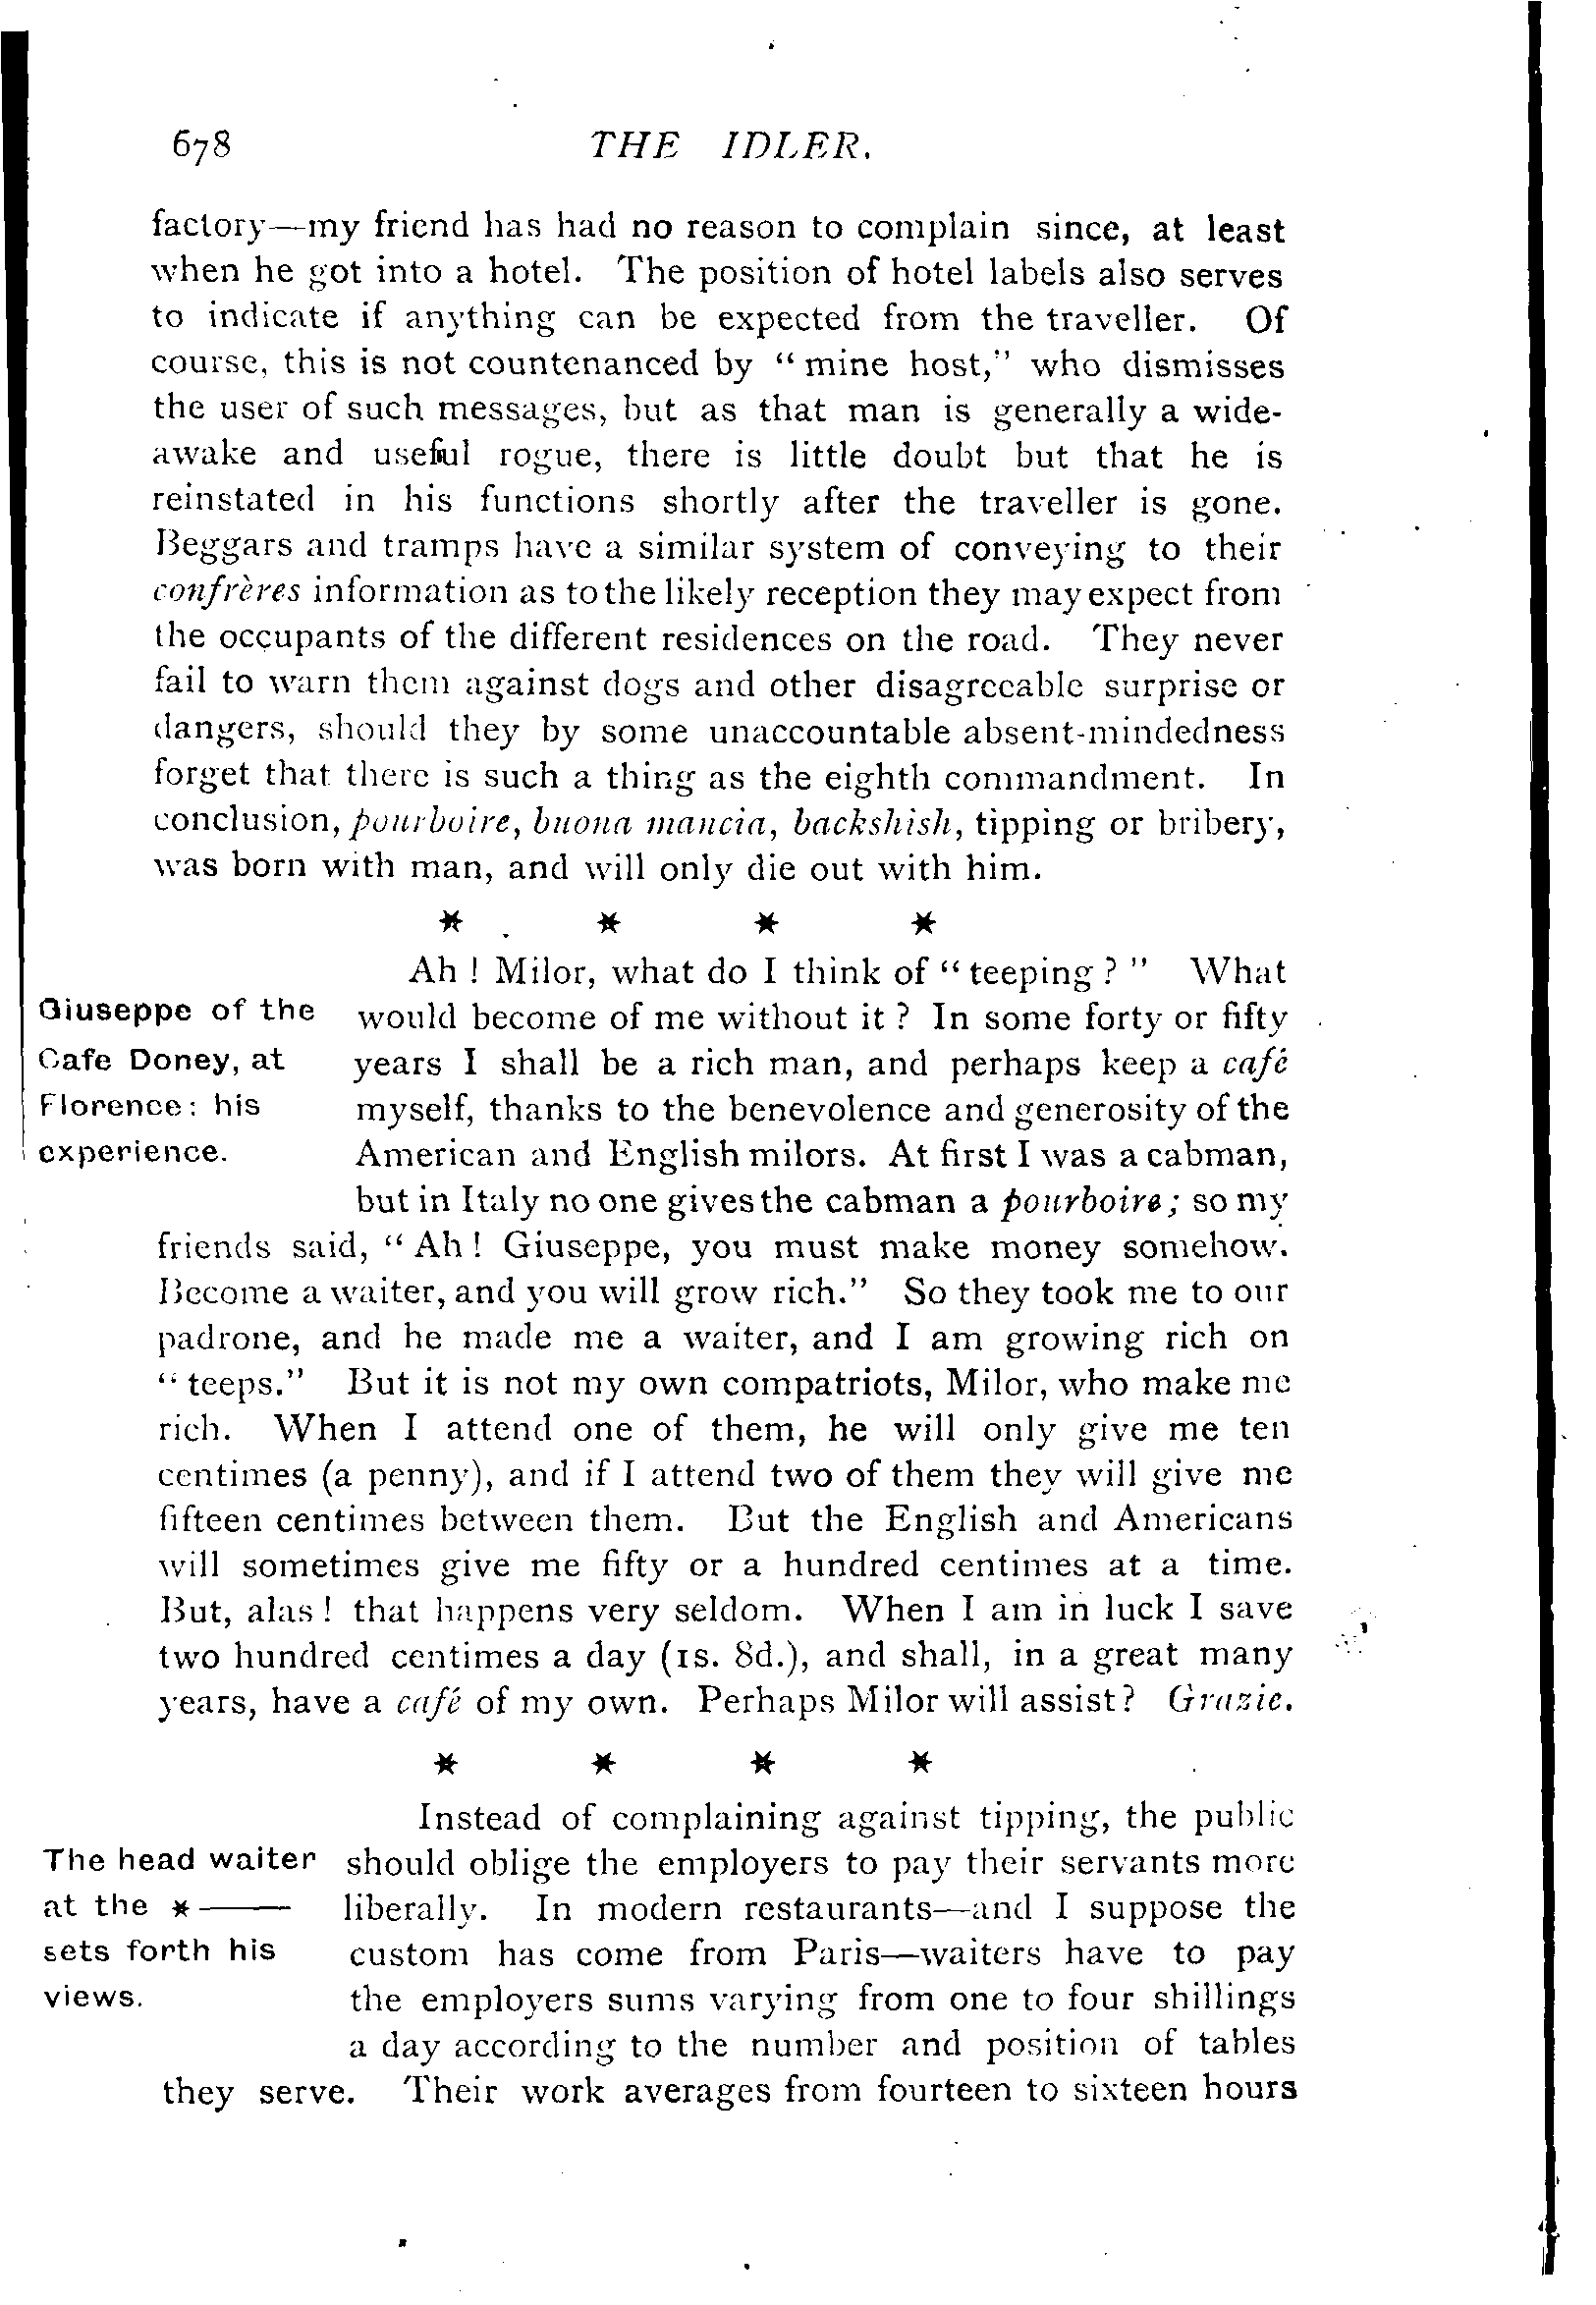 678 THE IDLER.
factory—my friend has had no reason to complain since, at least
when he got into a hotel. The position of hotel labels also serves
to indicate if anything can be expected from the traveller. Of
course, this is not countenanced by “ mine host,” who dismisses
the user of such messages, but as that man is generally a wide-
awake and useful rogue, there is little doubt but that he is
reinstated in his functions shortly after the traveller is gone.
Beggars and tramps have a similar system of conveying to their
confrères information as to the likely reception they may expect from
the occupants of the different residences on the road. They never
fail to warn them against dogs and other disagreeable surprise or
dangers, should they by some unaccountable absent-mindedness
forget that there is such a thing as the eighth commandment. In
conclusion, pourboire, buona mancia, backshish, tipping or bribery,
was born with man, and will only die out with him.
* * * *
Giuseppe of the
Cafe Doney, at
Florence: his
experience.
Ah ! Milor, what do I think of “ teeping ? ” What
would become of me without it ? In some forty or fifty
years I shall be a rich man, and perhaps keep a café
myself, thanks to the benevolence and generosity of the
American and English milors. At first I was a cabman,
but in Italy no one gives the cabman a pourboire; so my
friends said, “ Ah ! Giuseppe, you must make money somehow.
Become a waiter, and you will grow rich.” So they took me to our
padrone, and he made me a waiter, and I am growing rich on
“ teeps.” But it is not my own compatriots, Milor, who make me
rich. When I attend one of them, he will only give me ten
centimes (a penny), and if I attend two of them they will give me
fifteen centimes between them. But the English and Americans
will sometimes give me fifty or a hundred centimes at a time.
But, alas ! that happens very seldom. When I am in luck I save
two hundred centimes a day (1s. 8d.), and shall, in a great many
years, have a café of my own. Perhaps Milor will assist? Grazie.
* * * *
The head waiter
at the *——
sets forth his
views.
Instead of complaining against tipping, the public
should oblige the employers to pay their servants more
liberally. In modern restaurants—and I suppose the
custom has come from Paris—waiters have to pay
the employers sums varying from one to four shillings
a day according to the number and position of tables
they serve. Their work averages from fourteen to sixteen hours